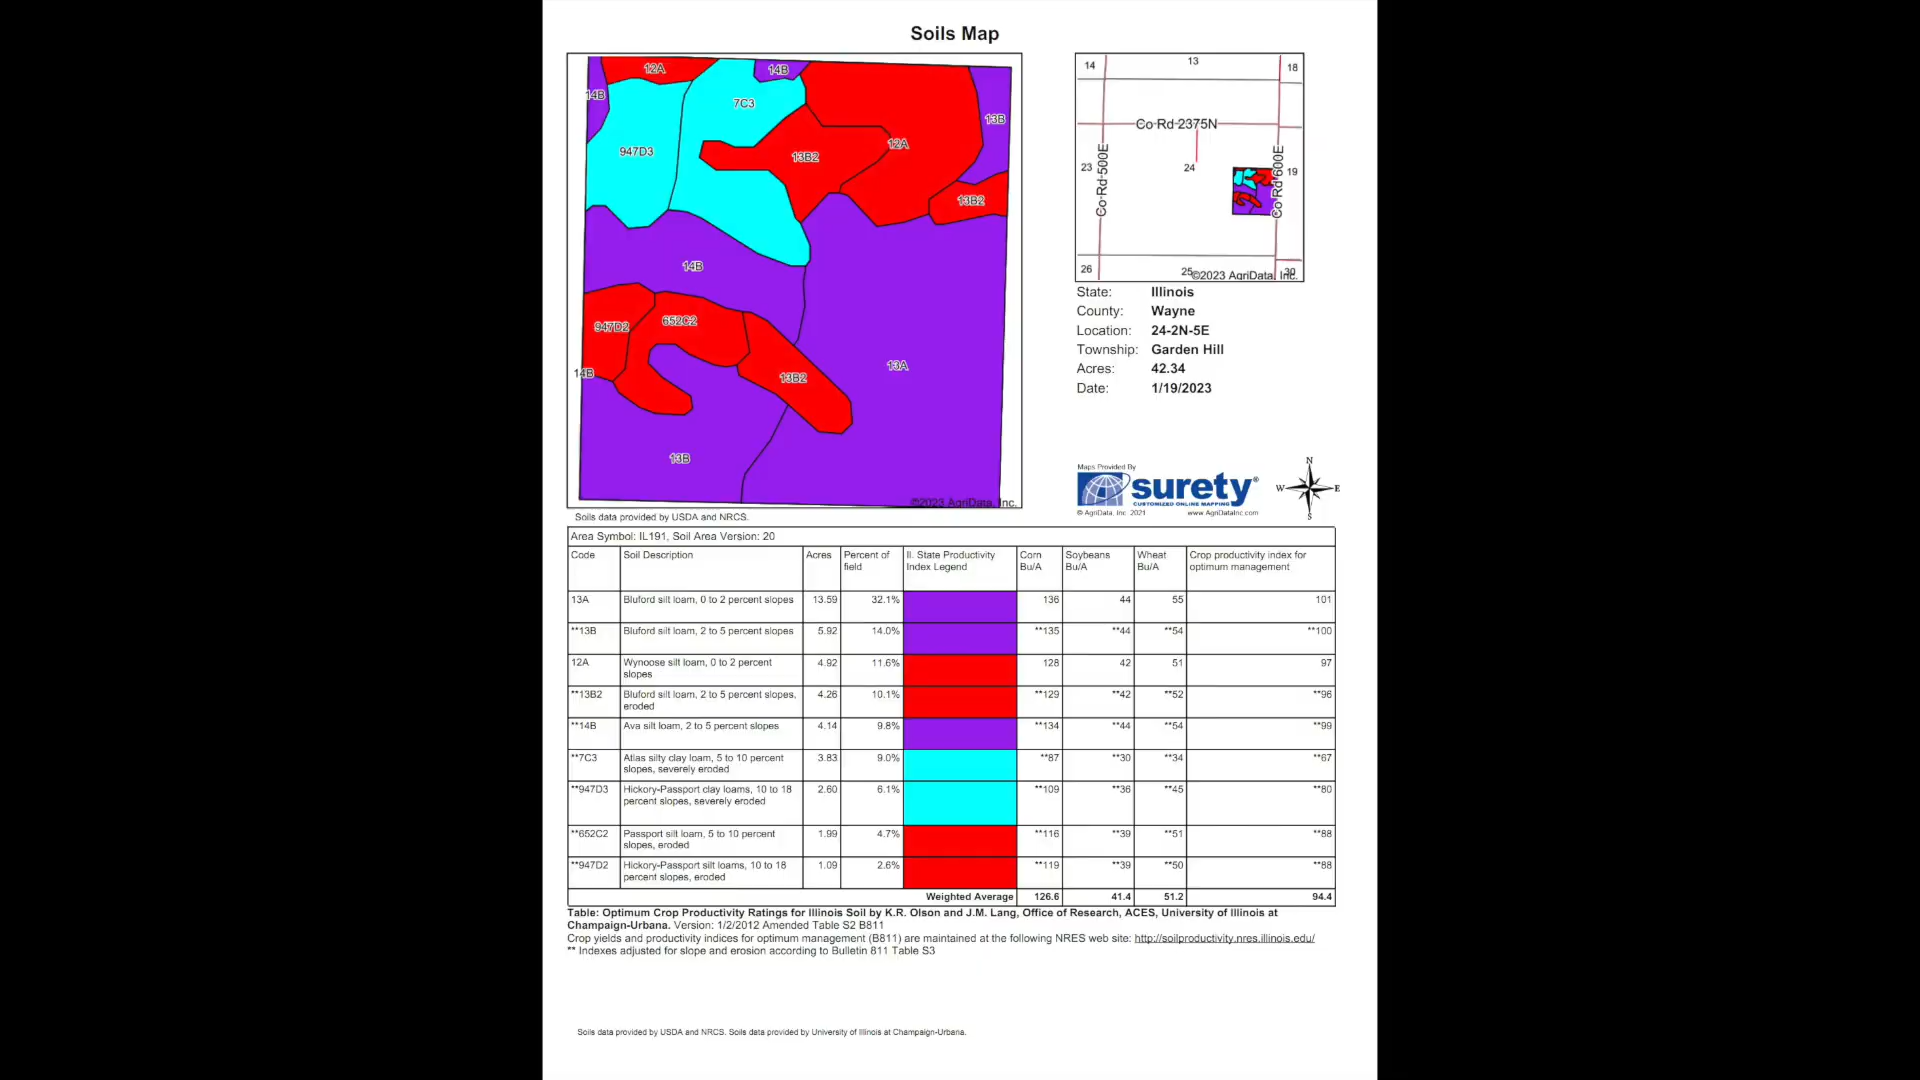 Soils Map
12A
14B
14B
7C3
13B
947D3
13B2
12A
13B2
14B
947D2
652C2
14B
13B2
13A
13B
©2023 AgriData, Inc.
Soils data provided by USDA and NRCS.
14
13
18
Co Rd 2375N
23
Co Rd 500E
24
Co Rd 600E
19
26
25
©2023 AgriData, Inc.
30
State: Illinois
County: Wayne
Location: 24-2N-5E
Township: Garden Hill
Acres: 42.34
Date: 1/19/2023
Maps Provided By
surety®
CUSTOMIZED ONLINE MAPPING
© AgriData, Inc. 2021 www.AgriDataInc.com
N
W E
S
Area Symbol: IL191, Soil Area Version: 20
Code Soil Description Acres Percent of field II. State Productivity Index Legend Corn Bu/A Soybeans Bu/A Wheat Bu/A Crop productivity index for optimum management
13A Bluford silt loam, 0 to 2 percent slopes 13.59 32.1% 136 44 55 101
**13B Bluford silt loam, 2 to 5 percent slopes 5.92 14.0% **135 **44 **54 **100
12A Wynoose silt loam, 0 to 2 percent slopes 4.92 11.6% 128 42 51 97
**13B2 Bluford silt loam, 2 to 5 percent slopes, eroded 4.26 10.1% **129 **42 **52 **96
**14B Ava silt loam, 2 to 5 percent slopes 4.14 9.8% **134 **44 **54 **99
**7C3 Atlas silty clay loam, 5 to 10 percent slopes, severely eroded 3.83 9.0% **87 **30 **34 **67
**947D3 Hickory-Passport clay loams, 10 to 18 percent slopes, severely eroded 2.60 6.1% **109 **36 **45 **80
**652C2 Passport silt loam, 5 to 10 percent slopes, eroded 1.99 4.7% **116 **39 **51 **88
**947D2 Hickory-Passport silt loams, 10 to 18 percent slopes, eroded 1.09 2.6% **119 **39 **50 **88
Weighted Average 126.6 41.4 51.2 94.4
Table: Optimum Crop Productivity Ratings for Illinois Soil by K.R. Olson and J.M. Lang, Office of Research, ACES, University of Illinois at
Champaign-Urbana. Version: 1/2/2012 Amended Table S2 B811
Crop yields and productivity indices for optimum management (B811) are maintained at the following NRES web site: http://soilproductivity.nres.illinois.edu/
** Indexes adjusted for slope and erosion according to Bulletin 811 Table S3
Soils data provided by USDA and NRCS. Soils data provided by University of Illinois at Champaign-Urbana.